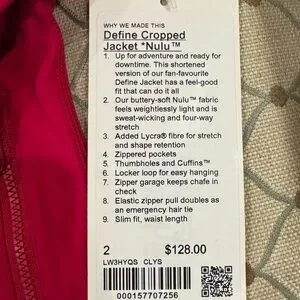 WHY WE MADE THIS
Define Cropped
Jacket *Nulu™
1. Up for adventure and ready for
downtime. This shortened
version of our fan-favourite
Define Jacket has a feel-good
fit that can do it all
2. Our buttery-soft Nulu™ fabric
feels weightlessly light and is
sweat-wicking and four-way
stretch
3. Added Lycra® fibre for stretch
and shape retention
4. Zippered pockets
5. Thumbholes and Cuffins™
6. Locker loop for easy hanging
7. Zipper garage keeps chafe in
check
8. Elastic zipper pull doubles as
an emergency hair tie
9. Slim fit, waist length
2 $128.00
LW3HYQS CLYS
000157707256